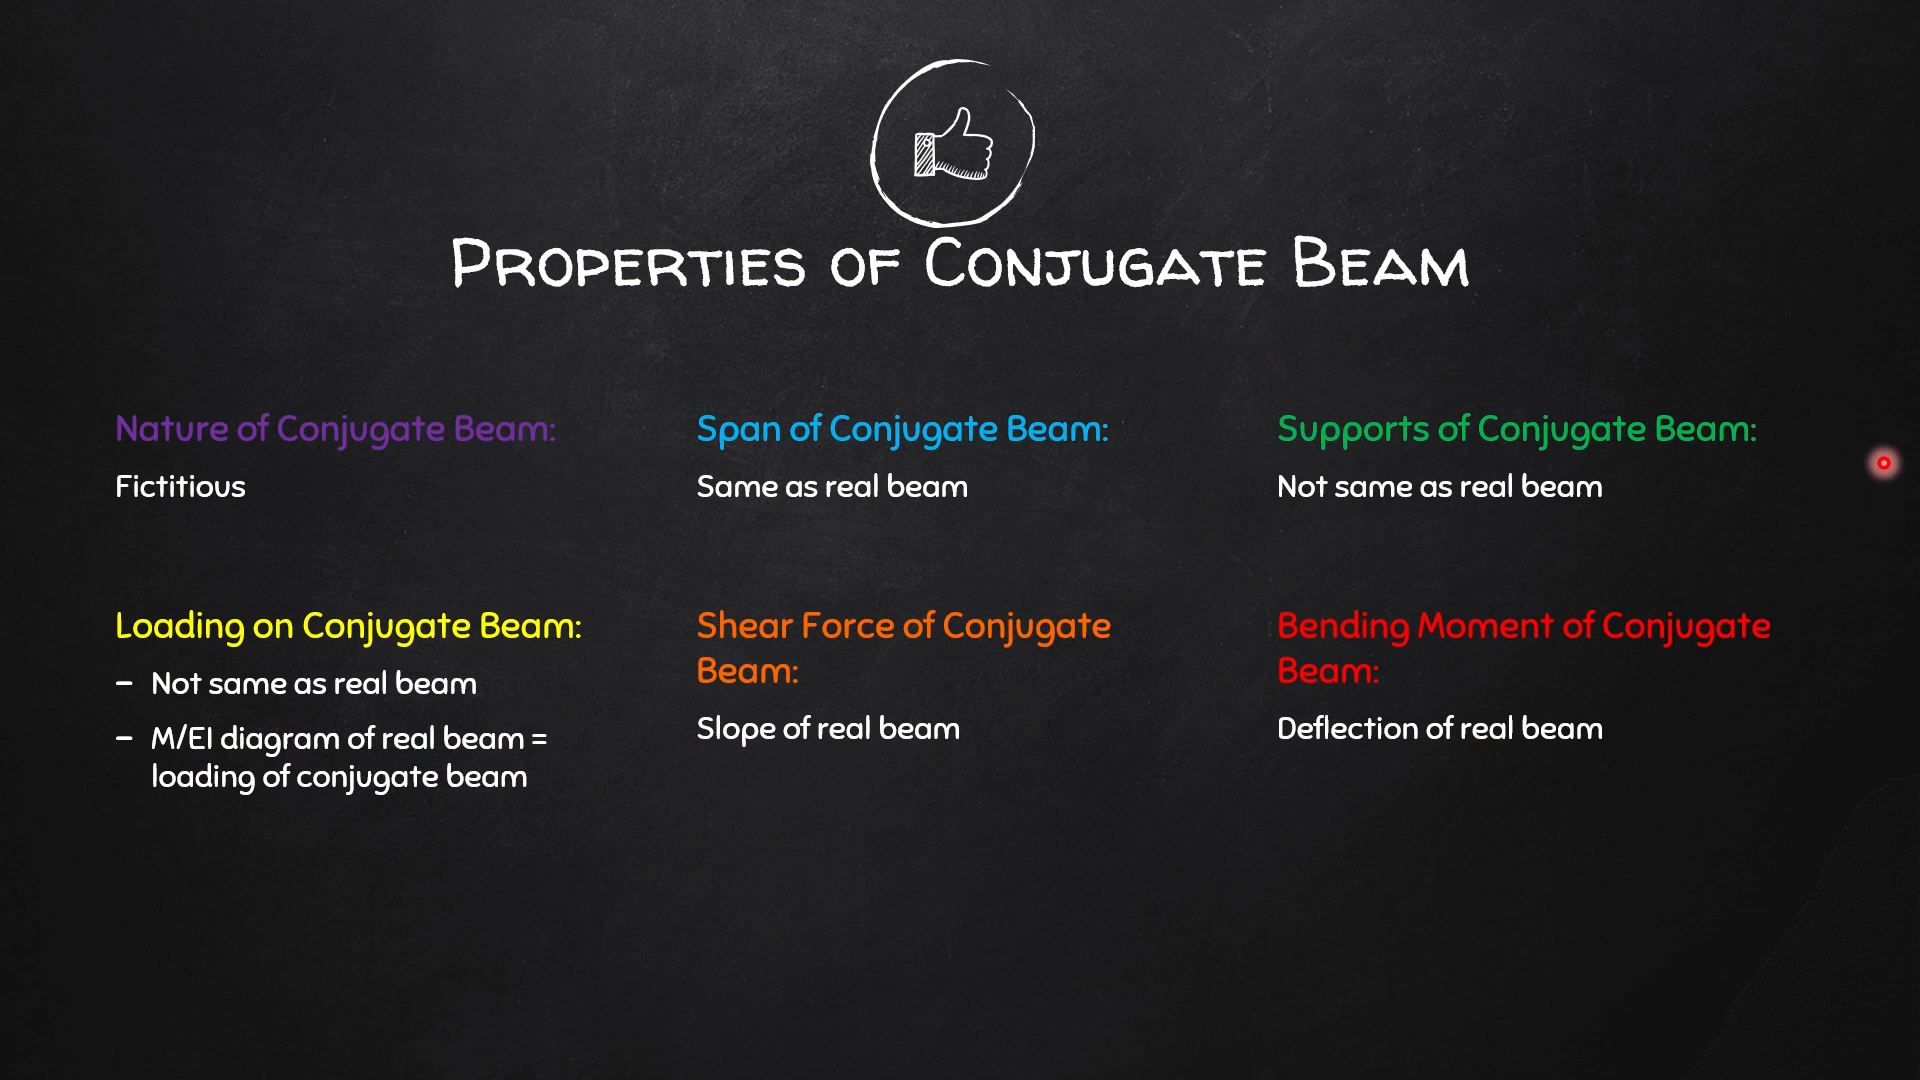 Properties of Conjugate Beam
Nature of Conjugate Beam:
Fictitious
Span of Conjugate Beam:
Same as real beam
Supports of Conjugate Beam:
Not same as real beam
Loading on Conjugate Beam:
– Not same as real beam
– M/EI diagram of real beam =
loading of conjugate beam
Shear Force of Conjugate
Beam:
Slope of real beam
Bending Moment of Conjugate
Beam:
Deflection of real beam